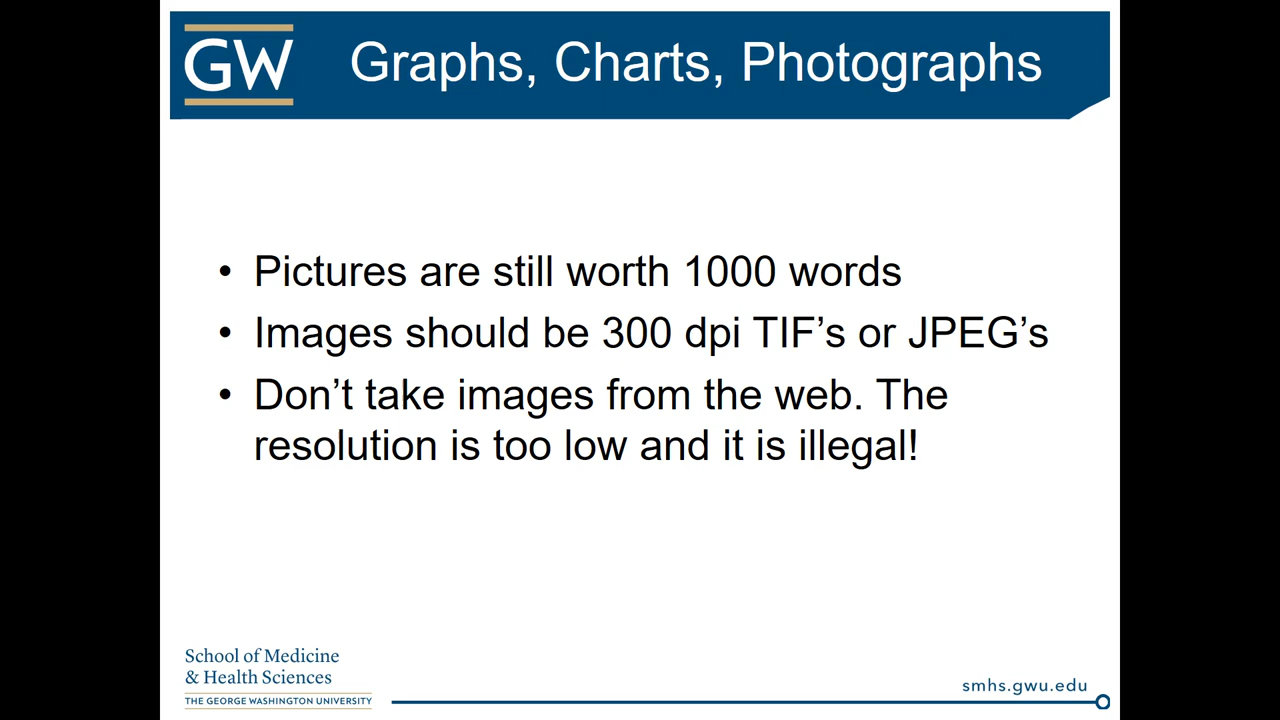 GW
Graphs, Charts, Photographs
• Pictures are still worth 1000 words
• Images should be 300 dpi TIF’s or JPEG’s
• Don’t take images from the web. The
resolution is too low and it is illegal!
School of Medicine
& Health Sciences
THE GEORGE WASHINGTON UNIVERSITY
smhs.gwu.edu